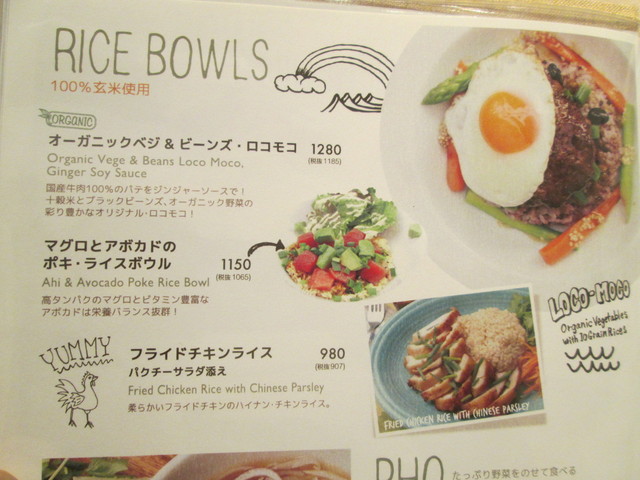 RICE BOWLS
100%玄米使用
ORGANIC
オーガニックベジ & ビーンズ・ロコモコ 1280
(税抜1185)
Organic Vege & Beans Loco Moco,
Ginger Soy Sauce
国産牛肉100%のパテをジンジャーソースで!
十穀米とブラックビーンズ、オーガニック野菜の
彩り豊かなオリジナル・ロコモコ!
マグロとアボカドの
ポキ・ライスボウル 1150
(税抜1065)
Ahi & Avocado Poke Rice Bowl
高タンパクのマグロとビタミン豊富な
アボカドは栄養バランス抜群!
YUMMY
フライドチキンライス 980
パクチーサラダ添え (税抜907)
Fried Chicken Rice with Chinese Parsley
柔らかいフライドチキンのハイナン・チキンライス。
LOCO-MOCO
Organic Vegetables
with 10 Grain Rices
FRIED CHICKEN RICE WITH CHINESE PARSLEY
PHO たっぷり野菜をのせて食べる